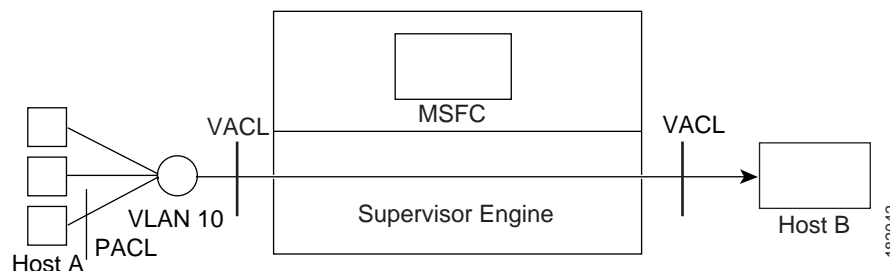 MSFC
VACL
VACL
Supervisor Engine
VLAN 10
Host B
PACL
Host A